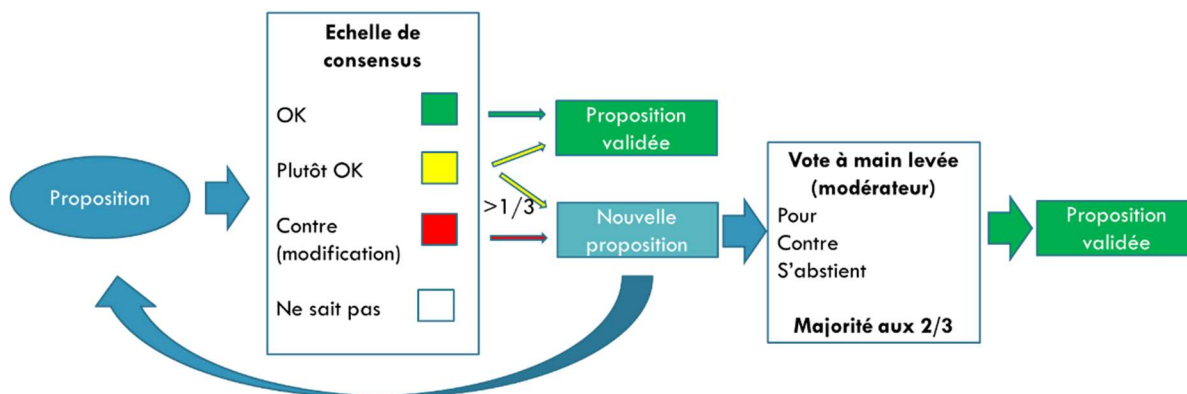 Proposition
Echelle de
consensus
OK
Plutôt OK
Contre
(modification)
Ne sait pas
>1/3
Proposition
validée
Nouvelle
proposition
Vote à main levée
(modérateur)
Pour
Contre
S'abstient
Majorité aux 2/3
Proposition
validée